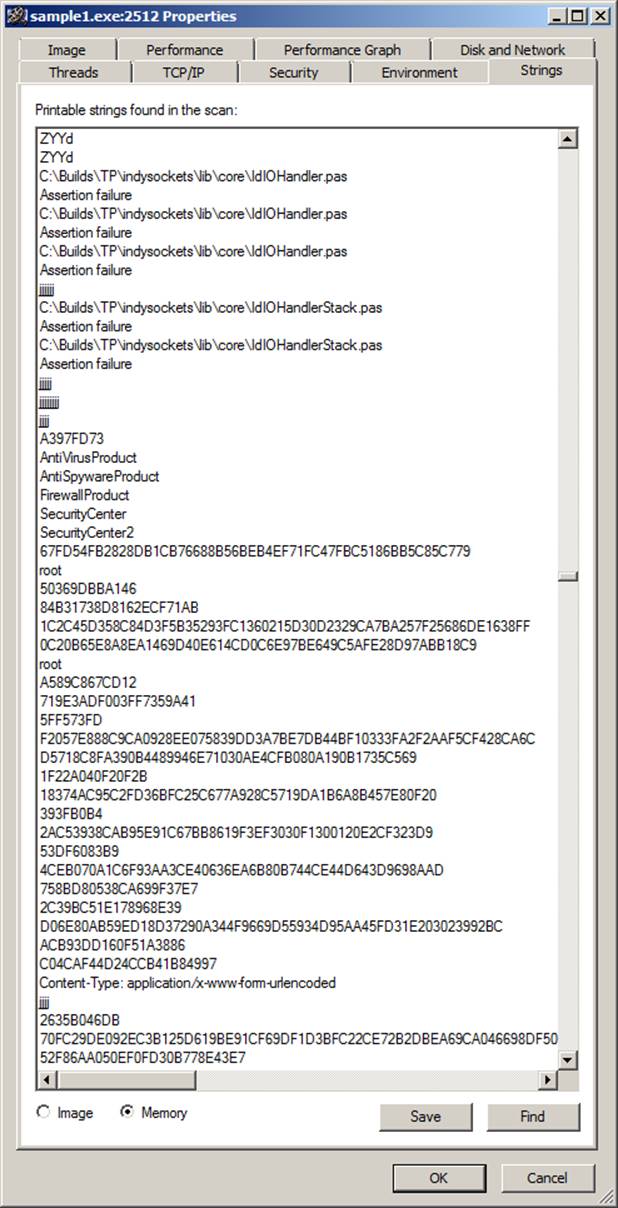 sample1.exe:2512 Properties
Image Performance Performance Graph Disk and Network
Threads TCP/IP Security Environment Strings
Printable strings found in the scan:
ZYYd
ZYYd
C:\Builds\TP\indysockets\lib\core\IdIOHandler.pas
Assertion failure
C:\Builds\TP\indysockets\lib\core\IdIOHandler.pas
Assertion failure
C:\Builds\TP\indysockets\lib\core\IdIOHandler.pas
Assertion failure
jjjjjj
C:\Builds\TP\indysockets\lib\core\IdIOHandlerStack.pas
Assertion failure
C:\Builds\TP\indysockets\lib\core\IdIOHandlerStack.pas
Assertion failure
jjjjj
jjjjjjjj
jjjj
A397FD73
AntiVirusProduct
AntiSpywareProduct
FirewallProduct
SecurityCenter
SecurityCenter2
67FD54FB2828DB1CB76688B56BEB4EF71FC47FBC5186BB5C85C779
root
50369DBBA146
84B31738D8162ECF71AB
1C2C45D358C84D3F5B35293FC1360215D30D2329CA7BA257F25686DE1638FF
0C20B65E8A8EA1469D40E614CD0C6E97BE649C5AFE28D97ABB18C9
root
A589C867CD12
719E3ADF003FF7359A41
5FF573FD
F2057E888C9CA0928EE075839DD3A7BE7DB44BF10333FA2F2AAF5CF428CA6C
D5718C8FA390B4489946E71030AE4CFB080A190B1735C569
1F22A040F20F2B
18374AC95C2FD36BFC25C677A928C5719DA1B6A8B457E80F20
393FB0B4
2AC53938CAB95E91C67BB8619F3EF3030F1300120E2CF323D9
53DF6083B9
4CEB070A1C6F93AA3CE40636EA6B80B744CE44D643D9698AAD
758BD80538CA699F37E7
2C39BC51E178968E39
D06E80AB59ED18D37290A344F9669D55934D95AA45FD31E203023992BC
ACB93DD160F51A3886
C04CAF44D24CCB41B84997
Content-Type: application/x-www-form-urlencoded
jjjj
2635B046DB
70FC29DE092EC3B125D619BE91CF69DF1D3BFC22CE72B2DBEA69CA046698DF50
52F86AA050EF0FD30B778E43E7
Image Memory Save Find
OK Cancel